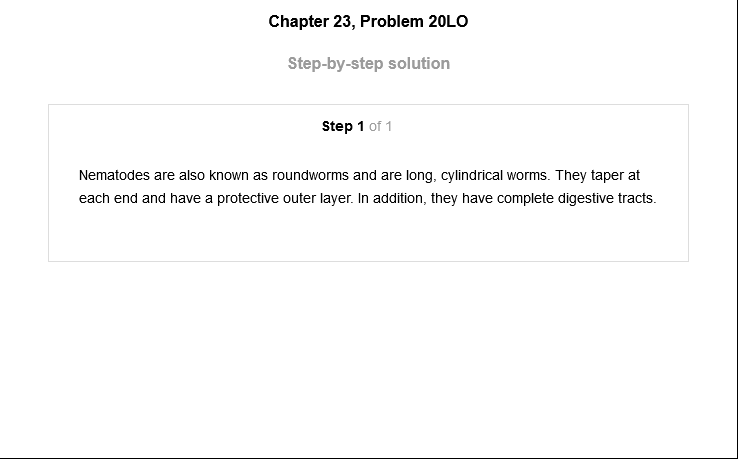 Chapter 23, Problem 20LO
Step-by-step solution
Step 1 of 1
Nematodes are also known as roundworms and are long, cylindrical worms. They taper at
each end and have a protective outer layer. In addition, they have complete digestive tracts.